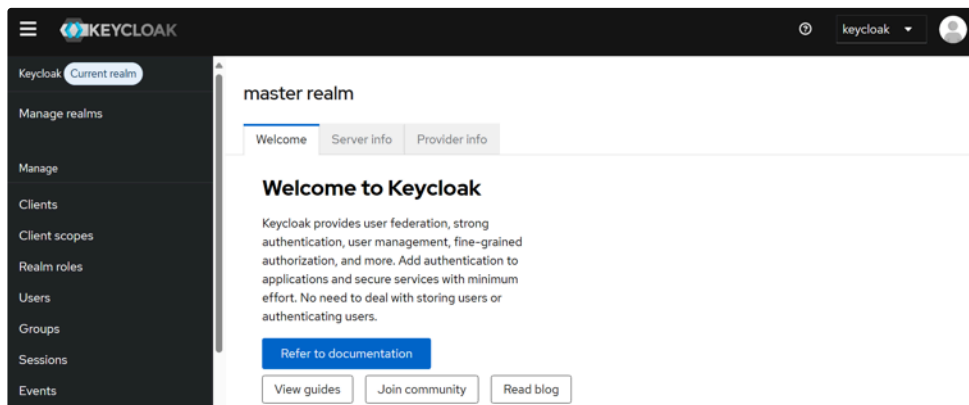 KEYCLOAK
keycloak
Keycloak Current realm
Manage realms
Manage
Clients
Client scopes
Realm roles
Users
Groups
Sessions
Events
master realm
Welcome Server info Provider info
Welcome to Keycloak
Keycloak provides user federation, strong
authentication, user management, fine-grained
authorization, and more. Add authentication to
applications and secure services with minimum
effort. No need to deal with storing users or
authenticating users.
Refer to documentation
View guides Join community Read blog